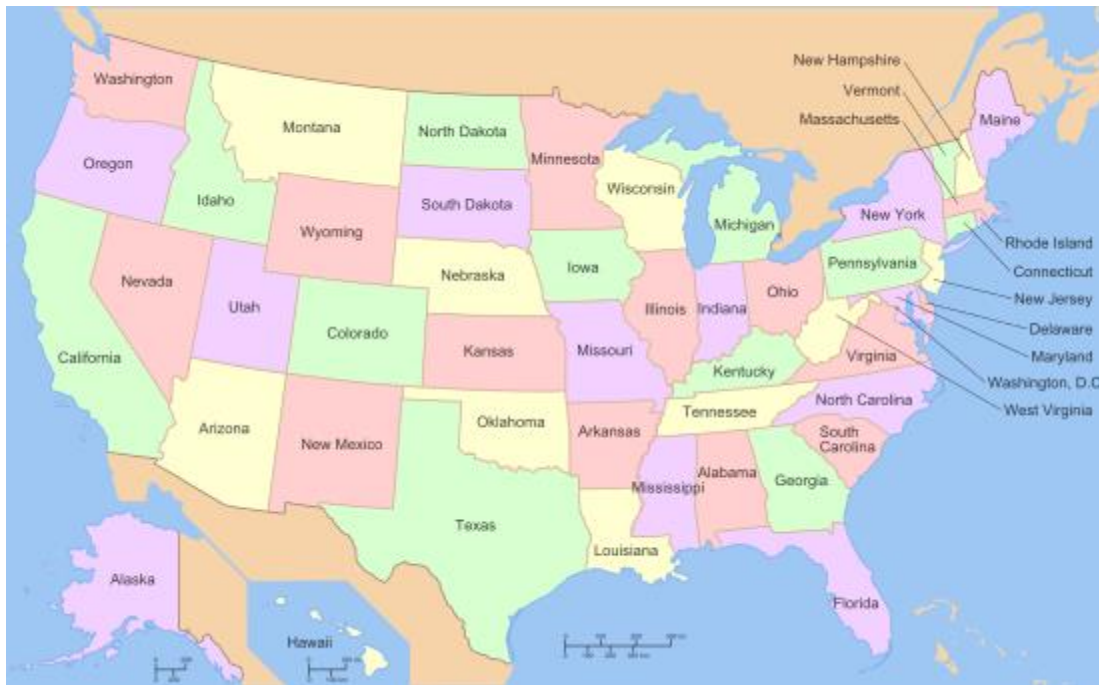 New Hampshire
Vermont
Massachusetts
Washington
Montana
North Dakota
Minnesota
Maine
Oregon
Idaho
Wisconsin
South Dakota
Wyoming
Michigan
New York
Rhode Island
Pennsylvania
Connecticut
Nevada
Nebraska
Iowa
Utah
Illinois
Indiana
Ohio
New Jersey
Colorado
Delaware
California
Kansas
Missouri
Virginia
Maryland
Kentucky
Washington, D.C
West Virginia
North Carolina
Tennessee
Arizona
New Mexico
Oklahoma
Arkansas
South
Carolina
Alabama
Georgia
Mississippi
Texas
Louisiana
Alaska
Florida
Hawaii